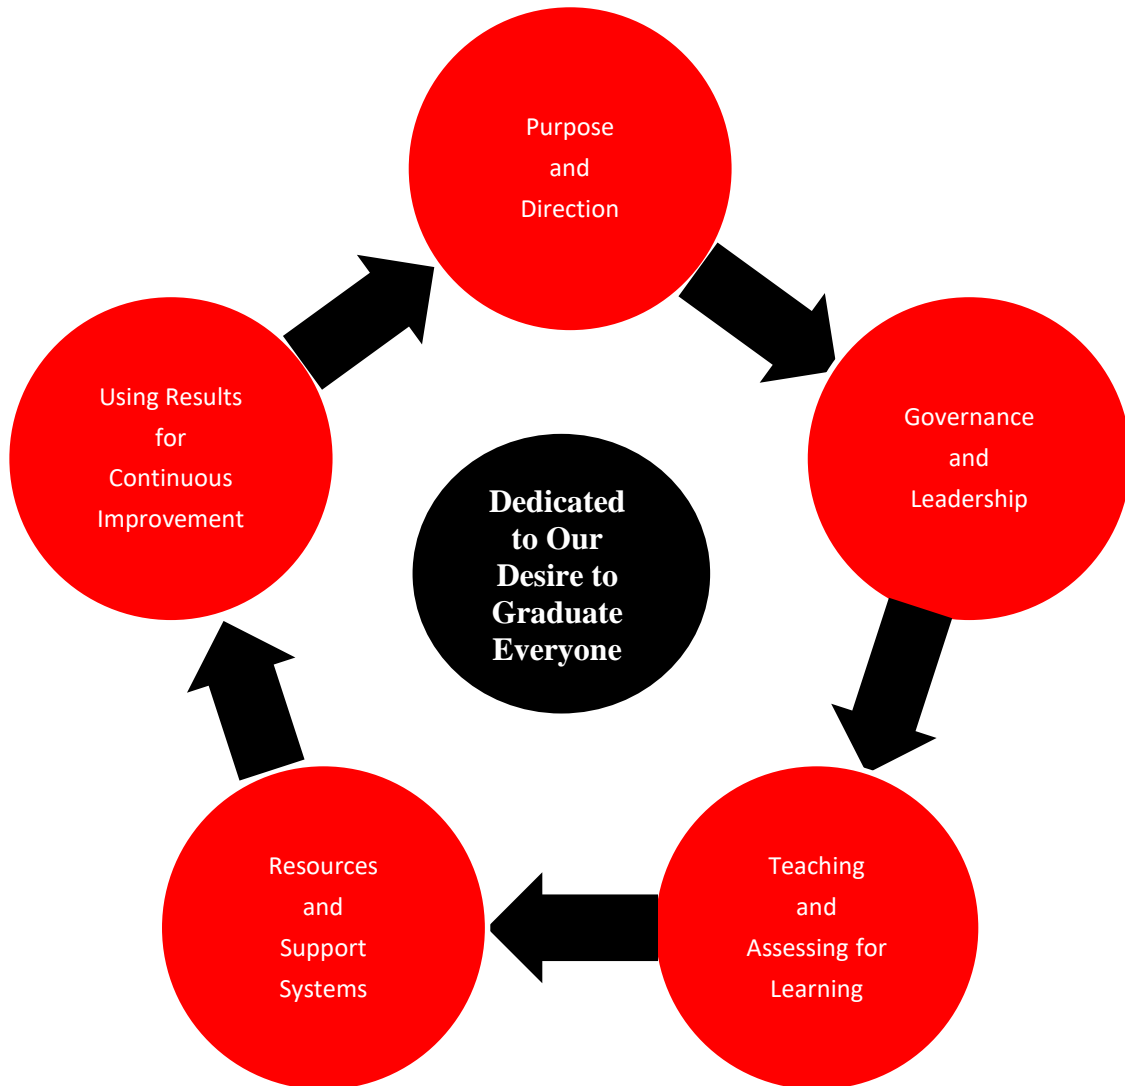 Purpose
and
Direction
Governance
and
Leadership
Teaching
and
Assessing for
Learning
Resources
and
Support
Systems
Using Results
for
Continuous
Improvement
Dedicated
to Our
Desire to
Graduate
Everyone